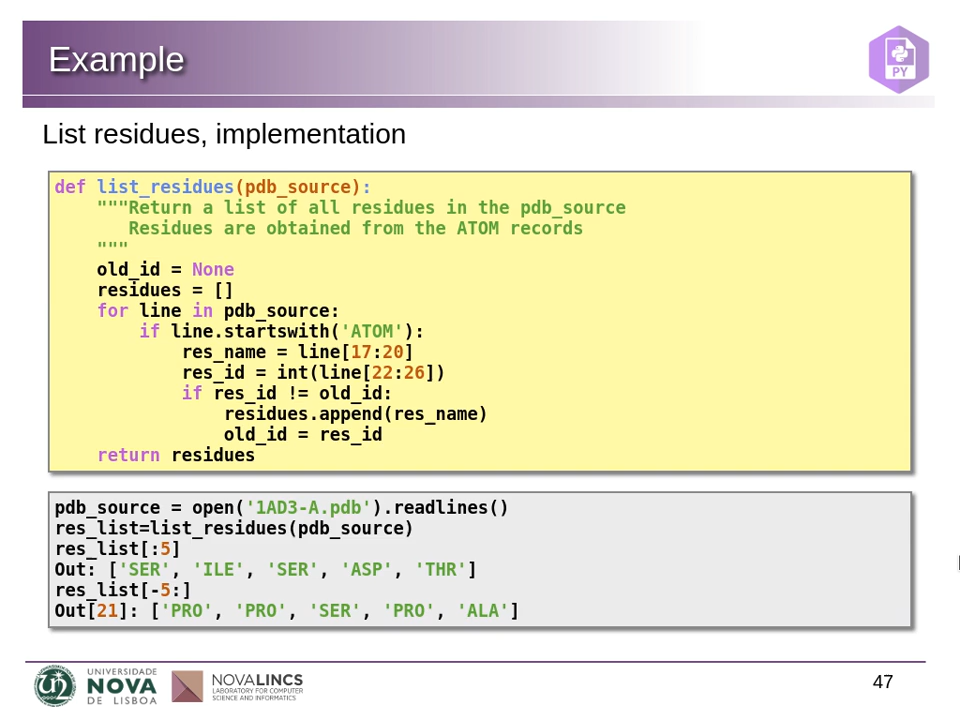 Example
PY
List residues, implementation
def list_residues(pdb_source):
    """Return a list of all residues in the pdb_source
       Residues are obtained from the ATOM records
    """
    old_id = None
    residues = []
    for line in pdb_source:
        if line.startswith('ATOM'):
            res_name = line[17:20]
            res_id = int(line[22:26])
            if res_id != old_id:
                residues.append(res_name)
                old_id = res_id
    return residues
pdb_source = open('1AD3-A.pdb').readlines()
res_list=list_residues(pdb_source)
res_list[:5]
Out: ['SER', 'ILE', 'SER', 'ASP', 'THR']
res_list[-5:]
Out[21]: ['PRO', 'PRO', 'SER', 'PRO', 'ALA']
UNIVERSIDADE
NOVA
DE LISBOA
NOVALINCS
LABORATORY FOR COMPUTER
SCIENCE AND INFORMATICS
47